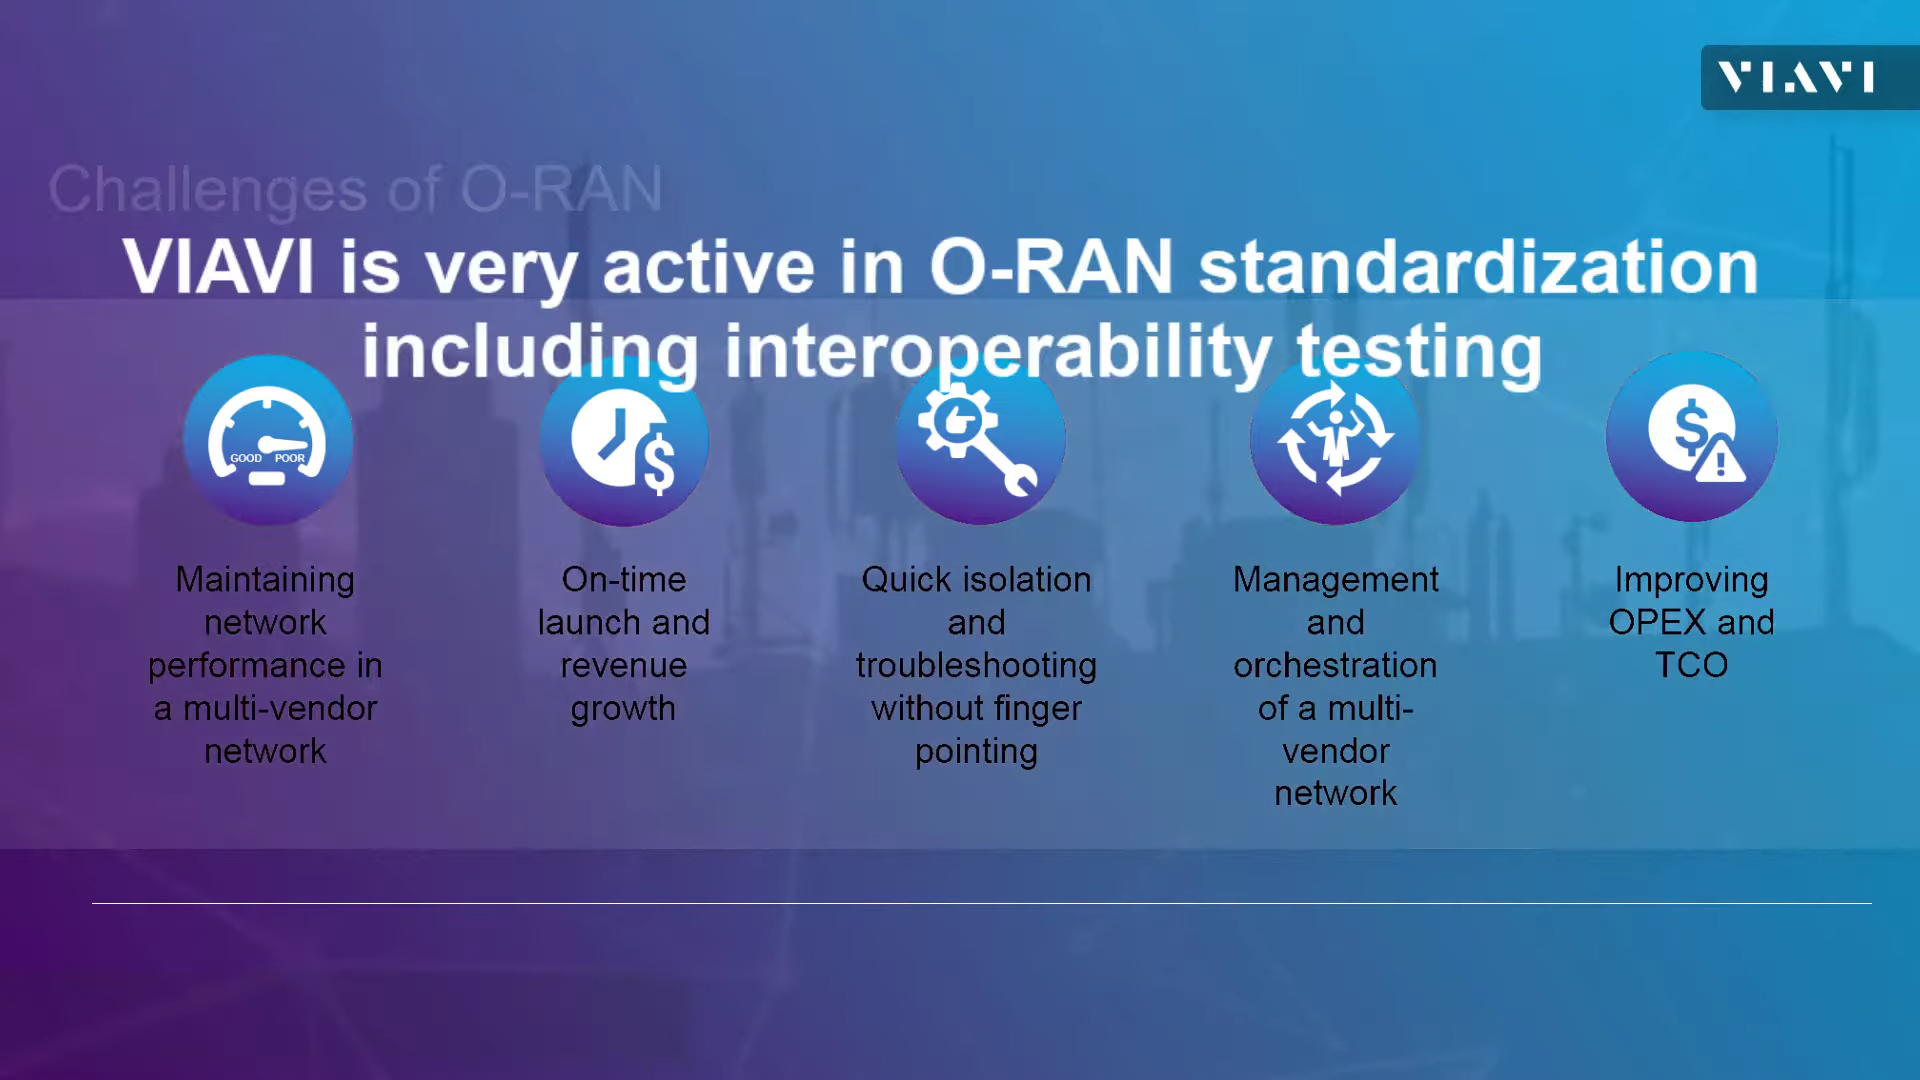 VIAVI
Challenges of O-RAN
VIAVI is very active in O-RAN standardization
including interoperability testing
GOOD POOR
$
$
Maintaining
network
performance in
a multi-vendor
network
On-time
launch and
revenue
growth
Quick isolation
and
troubleshooting
without finger
pointing
Management
and
orchestration
of a multi-
vendor
network
Improving
OPEX and
TCO